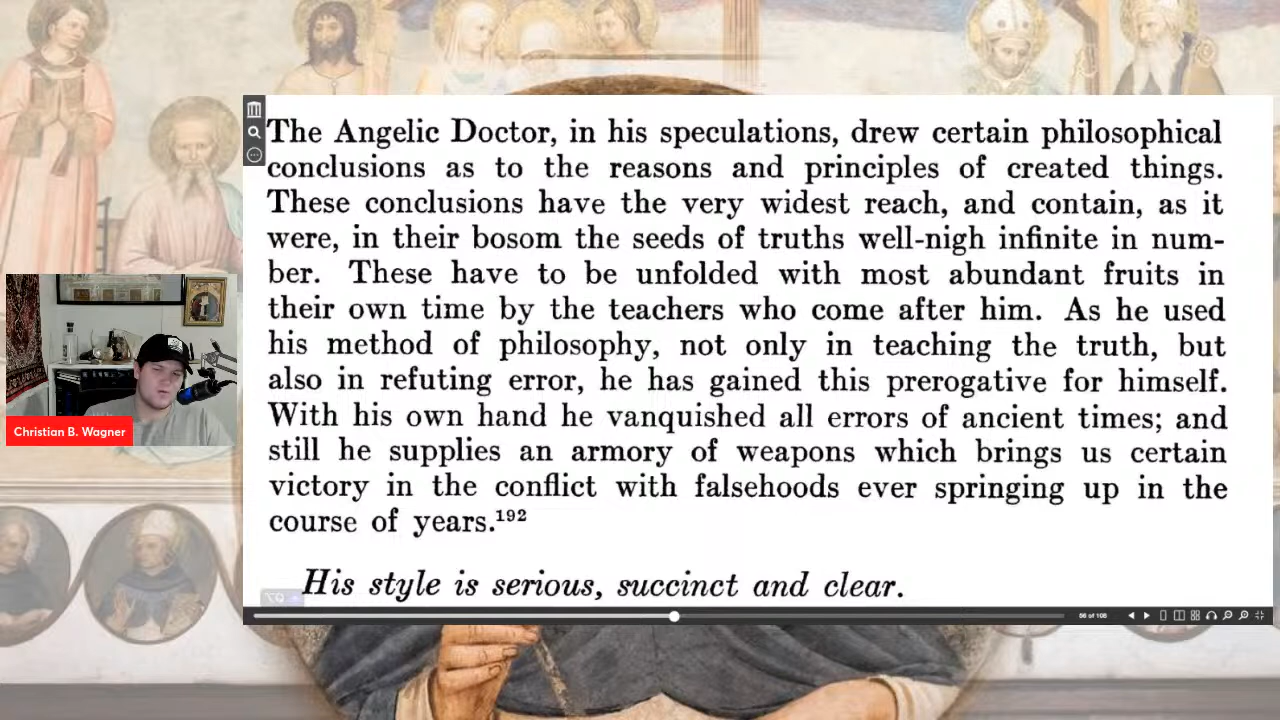 The Angelic Doctor, in his speculations, drew certain philosophical
conclusions as to the reasons and principles of created things.
These conclusions have the very widest reach, and contain, as it
were, in their bosom the seeds of truths well-nigh infinite in num-
ber. These have to be unfolded with most abundant fruits in
their own time by the teachers who come after him. As he used
his method of philosophy, not only in teaching the truth, but
also in refuting error, he has gained this prerogative for himself.
With his own hand he vanquished all errors of ancient times; and
still he supplies an armory of weapons which brings us certain
victory in the conflict with falsehoods ever springing up in the
course of years.¹⁹²
His style is serious, succinct and clear.
Christian B. Wagner